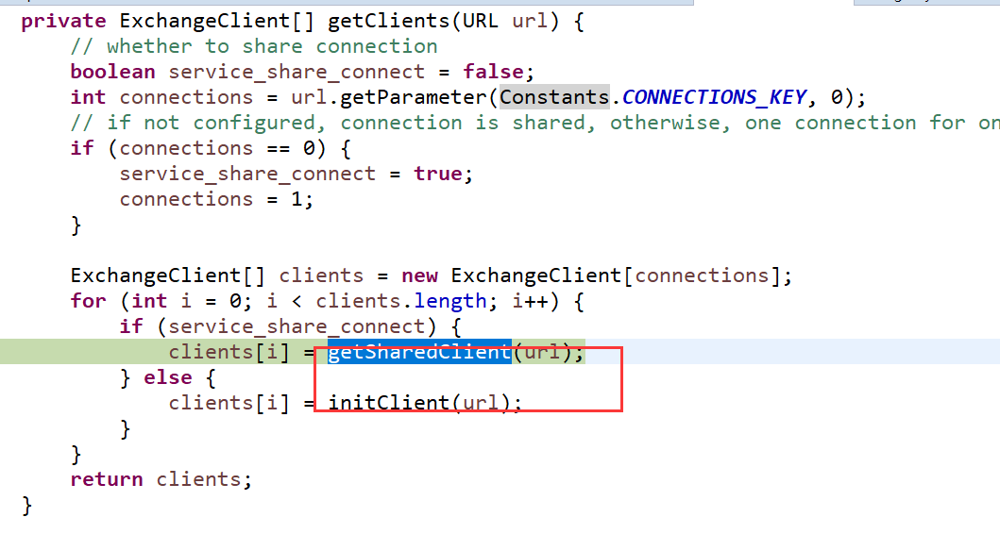 private ExchangeClient[] getClients(URL url) {
// whether to share connection
boolean service_share_connect = false;
int connections = url.getParameter(Constants.CONNECTIONS_KEY, 0);
// if not configured, connection is shared, otherwise, one connection for on
if (connections == 0) {
service_share_connect = true;
connections = 1;
}
ExchangeClient[] clients = new ExchangeClient[connections];
for (int i = 0; i < clients.length; i++) {
if (service_share_connect) {
clients[i] = getSharedClient(url);
} else {
clients[i] = initClient(url);
}
}
return clients;
}